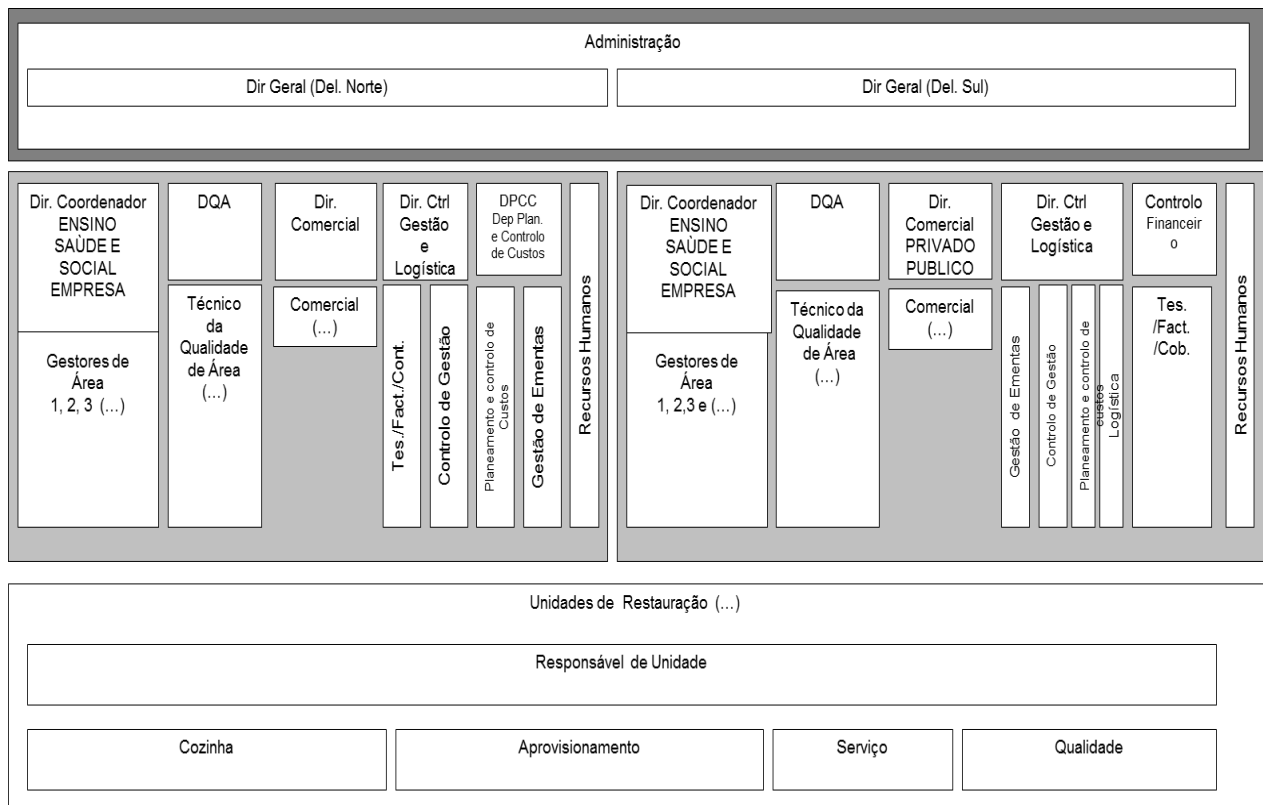 Administração
Dir Geral (Del. Norte)
Dir Geral (Del. Sul)
Dir. Coordenador
ENSINO
SAÙDE E
SOCIAL
EMPRESA
Gestores de
Área
1, 2, 3 (…)
DQA
Técnico
da
Qualidade
de Área
(…)
Dir.
Comercial
Comercial
(…)
Dir. Ctrl
Gestão
e
Logística
Tes./Fact./Cont.
Controlo de Gestão
DPCC
Dep Plan.
e Controlo
de Custos
Planeamento e controlo de
Custos
Gestão de Ementas
Recursos Humanos
Dir. Coordenador
ENSINO
SAÙDE E
SOCIAL
EMPRESA
Gestores de
Área
1, 2,3 e (…)
DQA
Técnico da
Qualidade
de Área
(…)
Dir.
Comercial
PRIVADO
PUBLICO
Comercial
(…)
Dir. Ctrl
Gestão e
Logística
Gestão de Ementas
Controlo de Gestão
Planeamento e controlo de
custos
Logística
Controlo
Financeir
o
Tes.
/Fact.
/Cob.
Recursos Humanos
Unidades de Restauração (…)
Responsável de Unidade
Cozinha
Aprovisionamento
Serviço
Qualidade